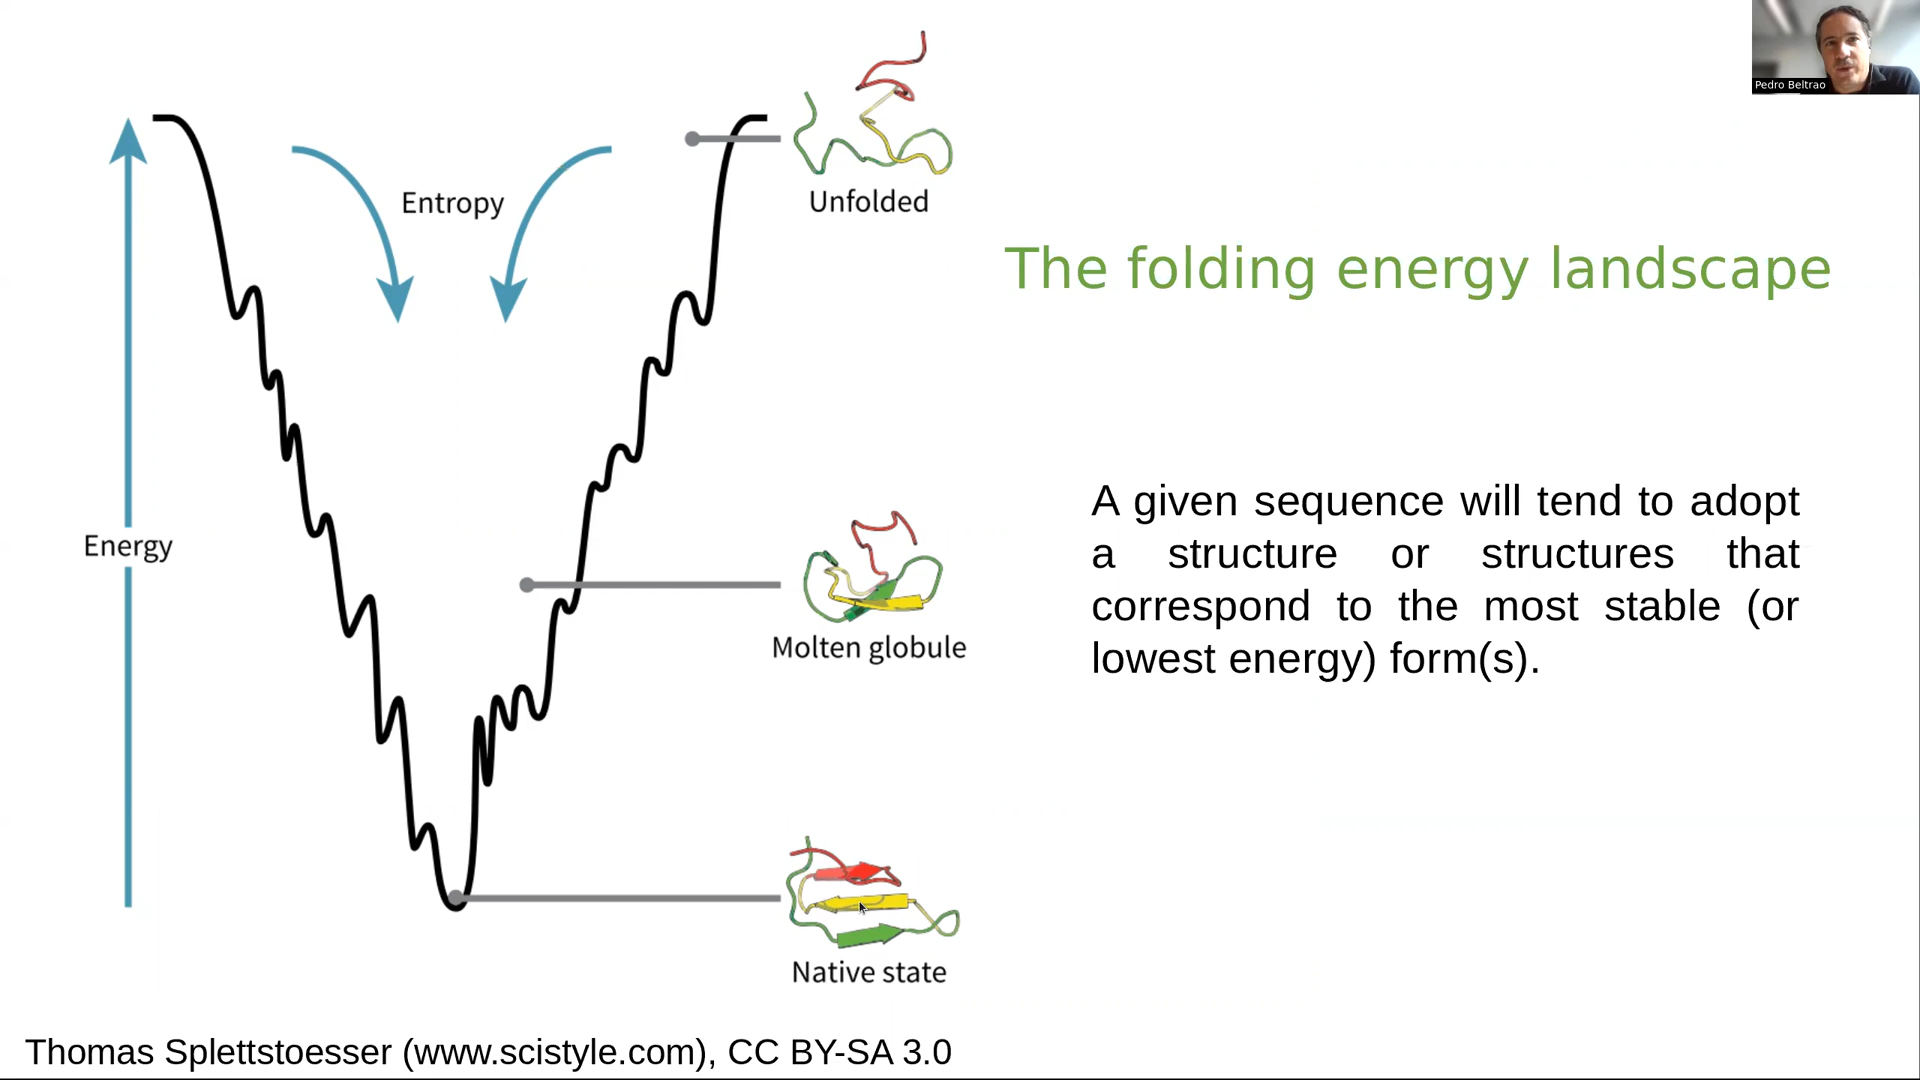 Pedro Beltrao
Entropy
Unfolded
The folding energy landscape
A given sequence will tend to adopt
a structure or structures that
correspond to the most stable (or
lowest energy) form(s).
Energy
Molten globule
Native state
Thomas Splettstoesser (www.scistyle.com), CC BY-SA 3.0